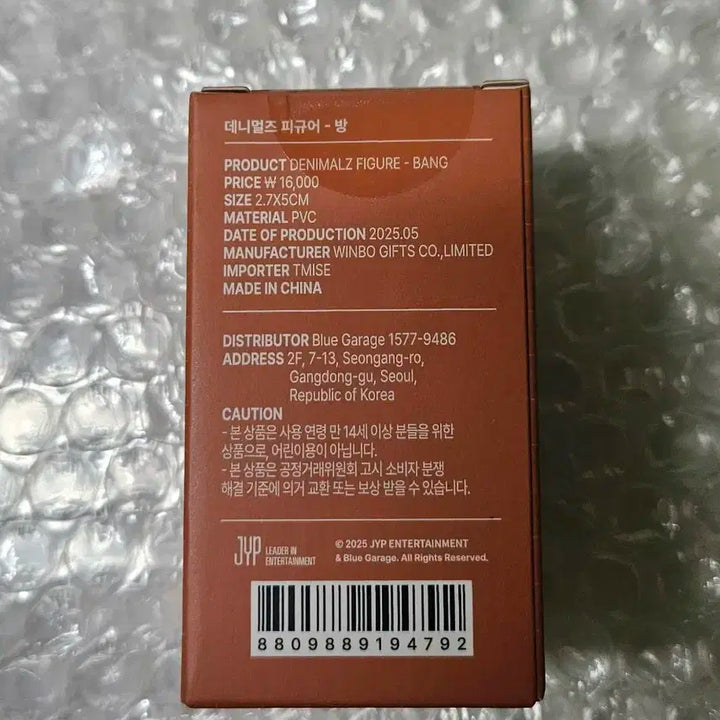 데니멀즈 피규어 - 방
PRODUCT DENIMALZ FIGURE - BANG
PRICE ₩ 16,000
SIZE 2.7X5CM
MATERIAL PVC
DATE OF PRODUCTION 2025.05
MANUFACTURER WINBO GIFTS CO.,LIMITED
IMPORTER TMISE
MADE IN CHINA
DISTRIBUTOR Blue Garage 1577-9486
ADDRESS 2F, 7-13, Seongang-ro,
Gangdong-gu, Seoul,
Republic of Korea
CAUTION
- 본 상품은 사용 연령 만 14세 이상 분들을 위한
상품으로, 어린이용이 아닙니다.
- 본 상품은 공정거래위원회 고시 소비자 분쟁
해결 기준에 의거 교환 또는 보상 받을 수 있습니다.
JYP LEADER IN
ENTERTAINMENT
© 2025 JYP ENTERTAINMENT
& Blue Garage. All Rights Reserved.
8809889194792